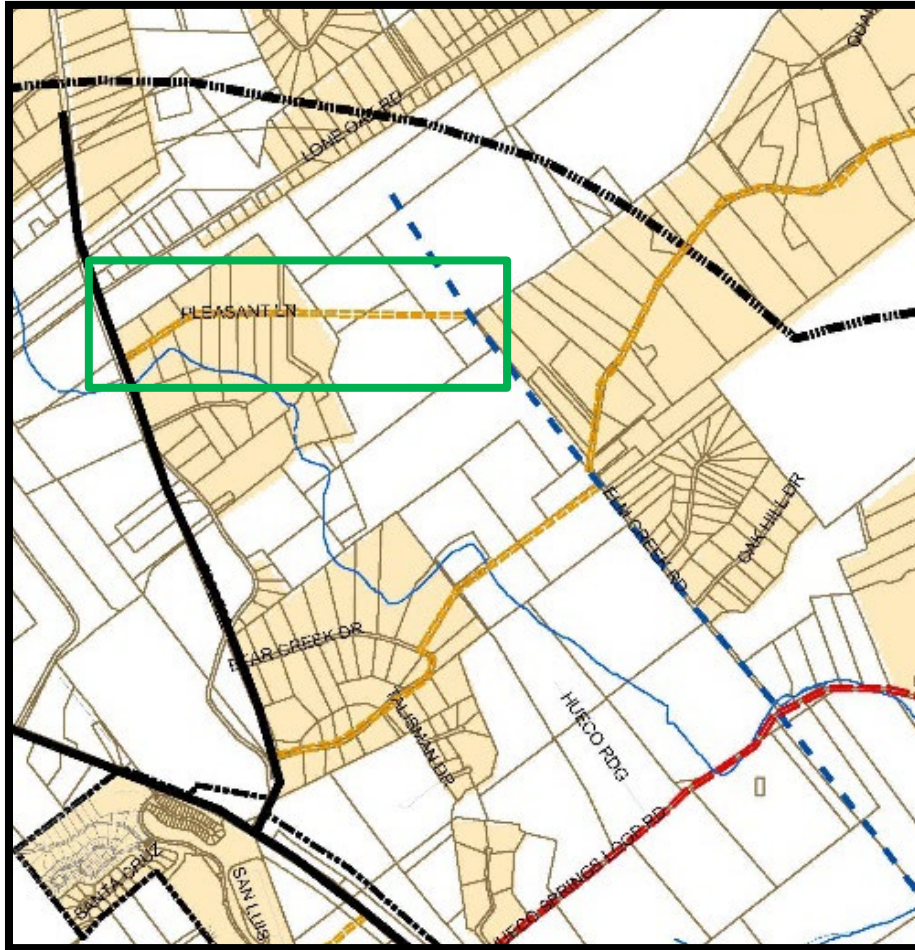 LONE OAK RD
PLEASANT LN
ELM CREEK RD
OAK HILL DR
BEAR CREEK DR
TALISMAN DR
HUECO RDG
HUECO SPRINGS LOOP RD
SANTA CRUZ
SAN LUIS